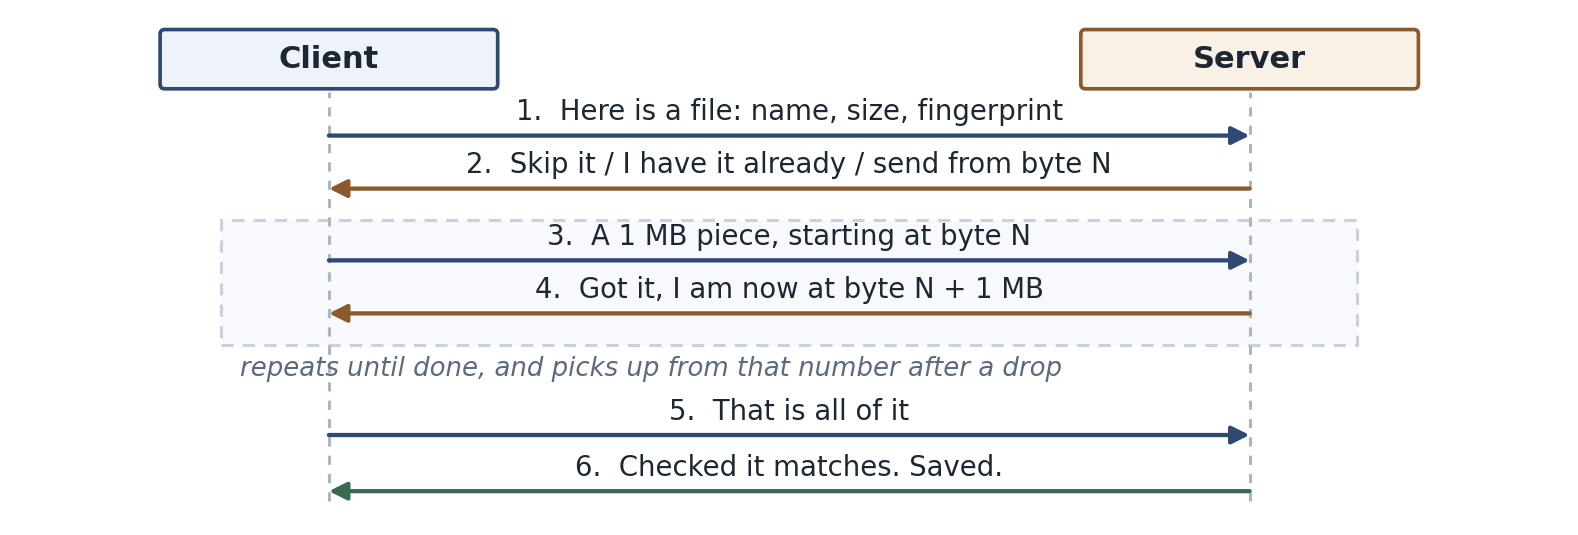 Client
Server
1. Here is a file: name, size, fingerprint
2. Skip it / I have it already / send from byte N
3. A 1 MB piece, starting at byte N
4. Got it, I am now at byte N + 1 MB
repeats until done, and picks up from that number after a drop
5. That is all of it
6. Checked it matches. Saved.